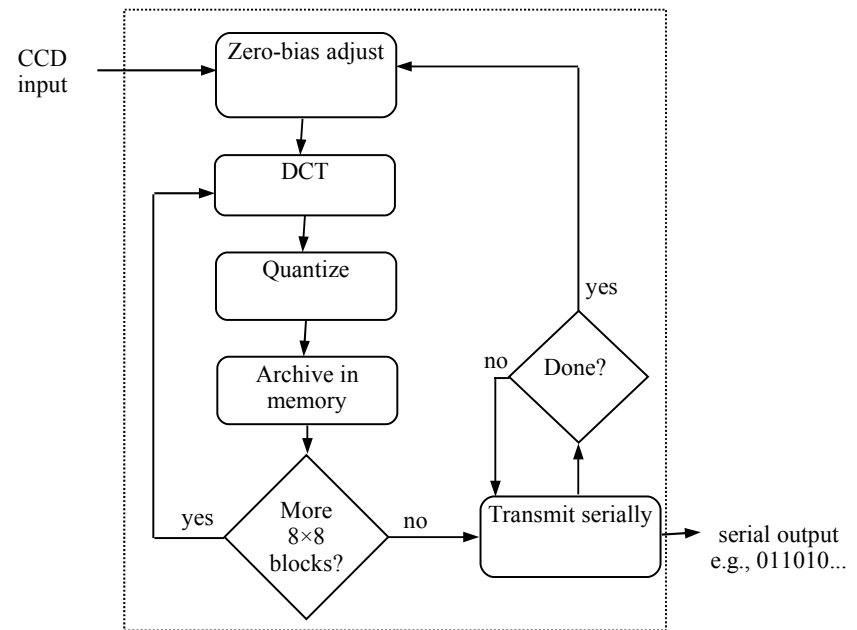 CCD
input
Zero-bias adjust
DCT
Quantize
Archive in
memory
More
8×8
blocks?
yes
no
Transmit serially
Done?
no
yes
serial output
e.g., 011010...